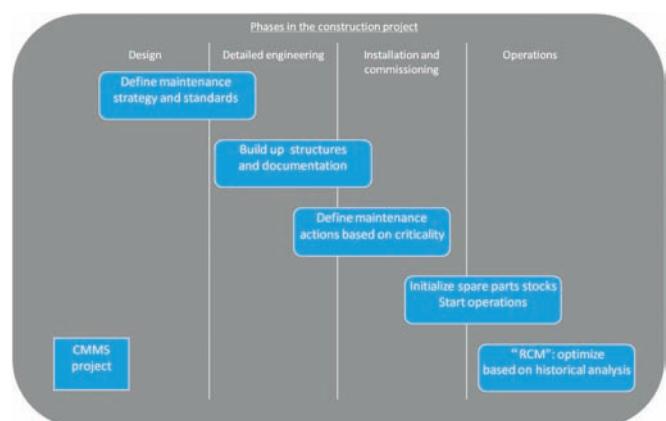 Phases in the construction project
Design
Detailed engineering
Installation and
commissioning
Operations
Define maintenance
strategy and standards
Build up structures
and documentation
Define maintenance
actions based on criticality
Initialize spare parts stocks
Start operations
CMMS
project
"RCM": optimize
based on historical analysis